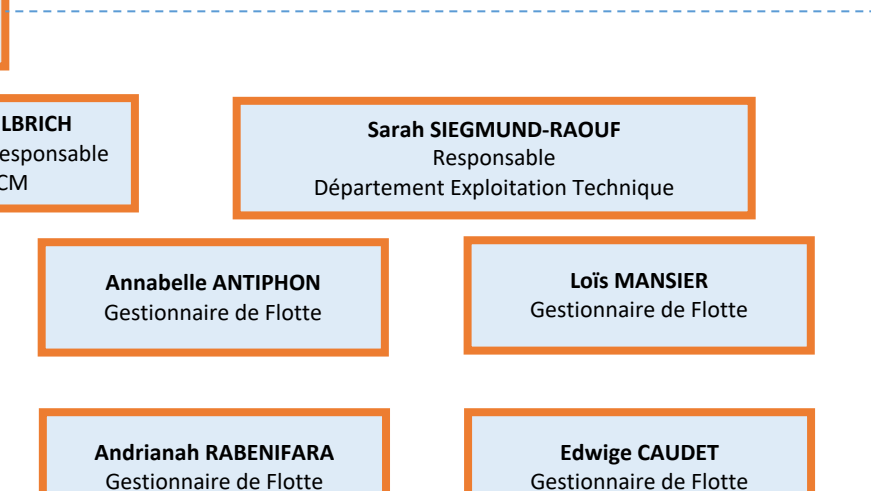 LBRICH
esponsable
CM
Sarah SIEGMUND-RAOUF
Responsable
Département Exploitation Technique
Annabelle ANTIPHON
Gestionnaire de Flotte
Loïs MANSIER
Gestionnaire de Flotte
Andrianah RABENIFARA
Gestionnaire de Flotte
Edwige CAUDET
Gestionnaire de Flotte